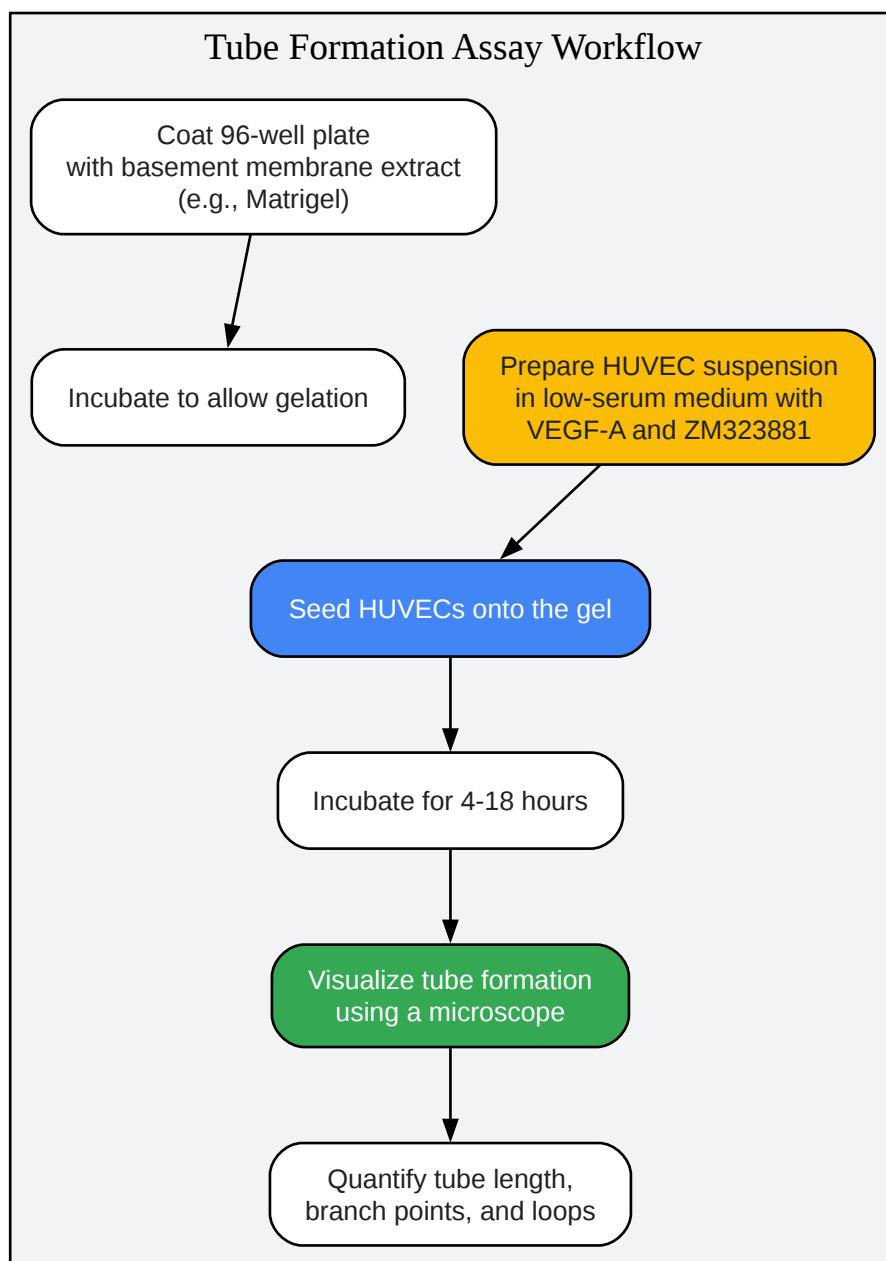 Tube Formation Assay Workflow
Coat 96-well plate
with basement membrane extract
(e.g., Matrigel)
Incubate to allow gelation
Prepare HUVEC suspension
in low-serum medium with
VEGF-A and ZM323881
Seed HUVECs onto the gel
Incubate for 4-18 hours
Visualize tube formation
using a microscope
Quantify tube length,
branch points, and loops